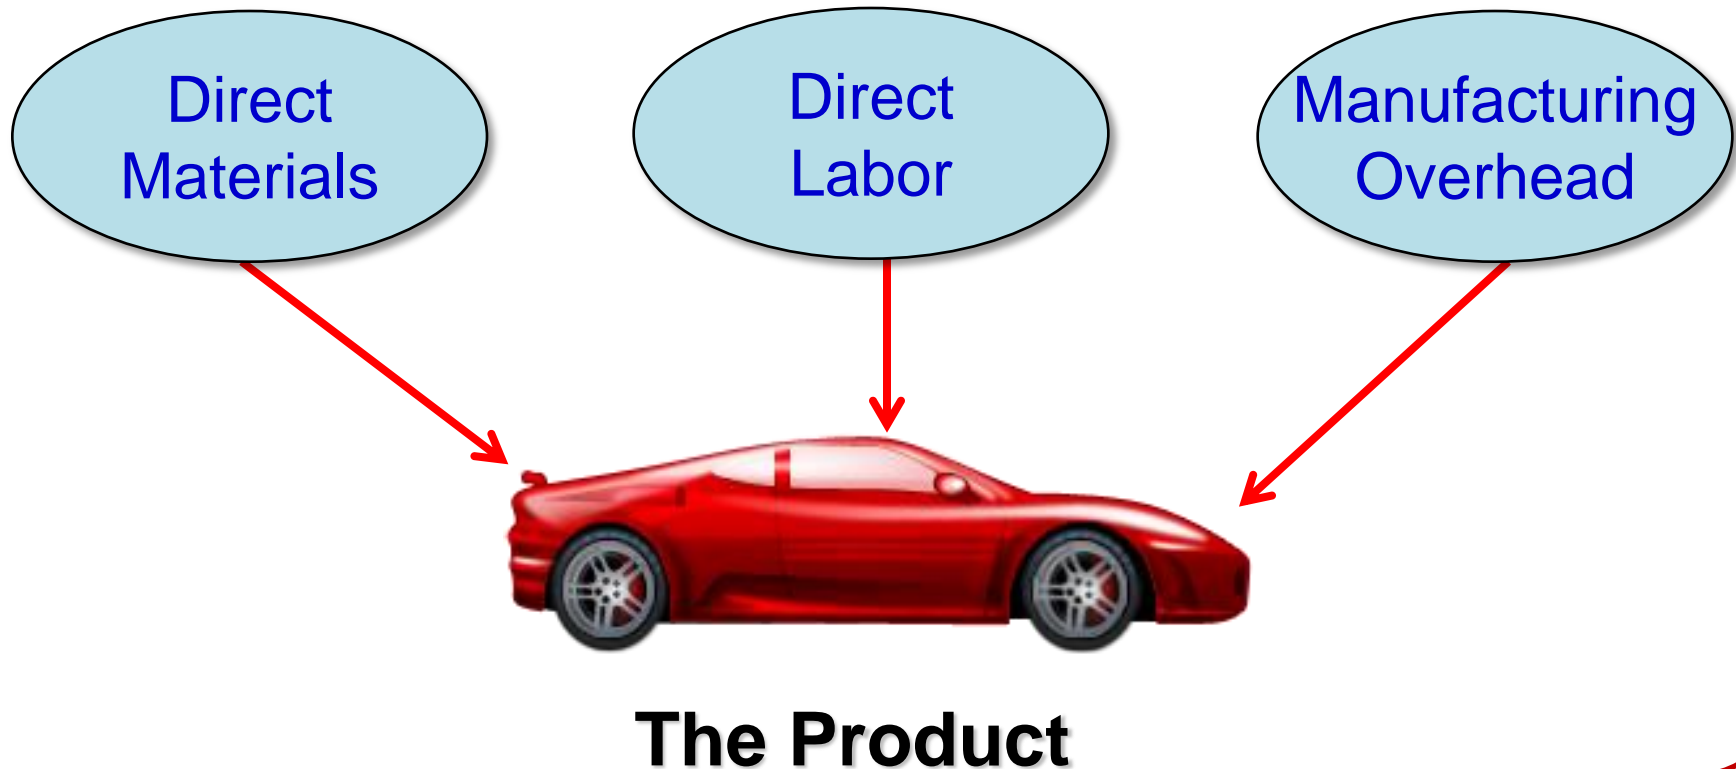 Direct
Materials
Direct
Labor
Manufacturing
Overhead
The Product